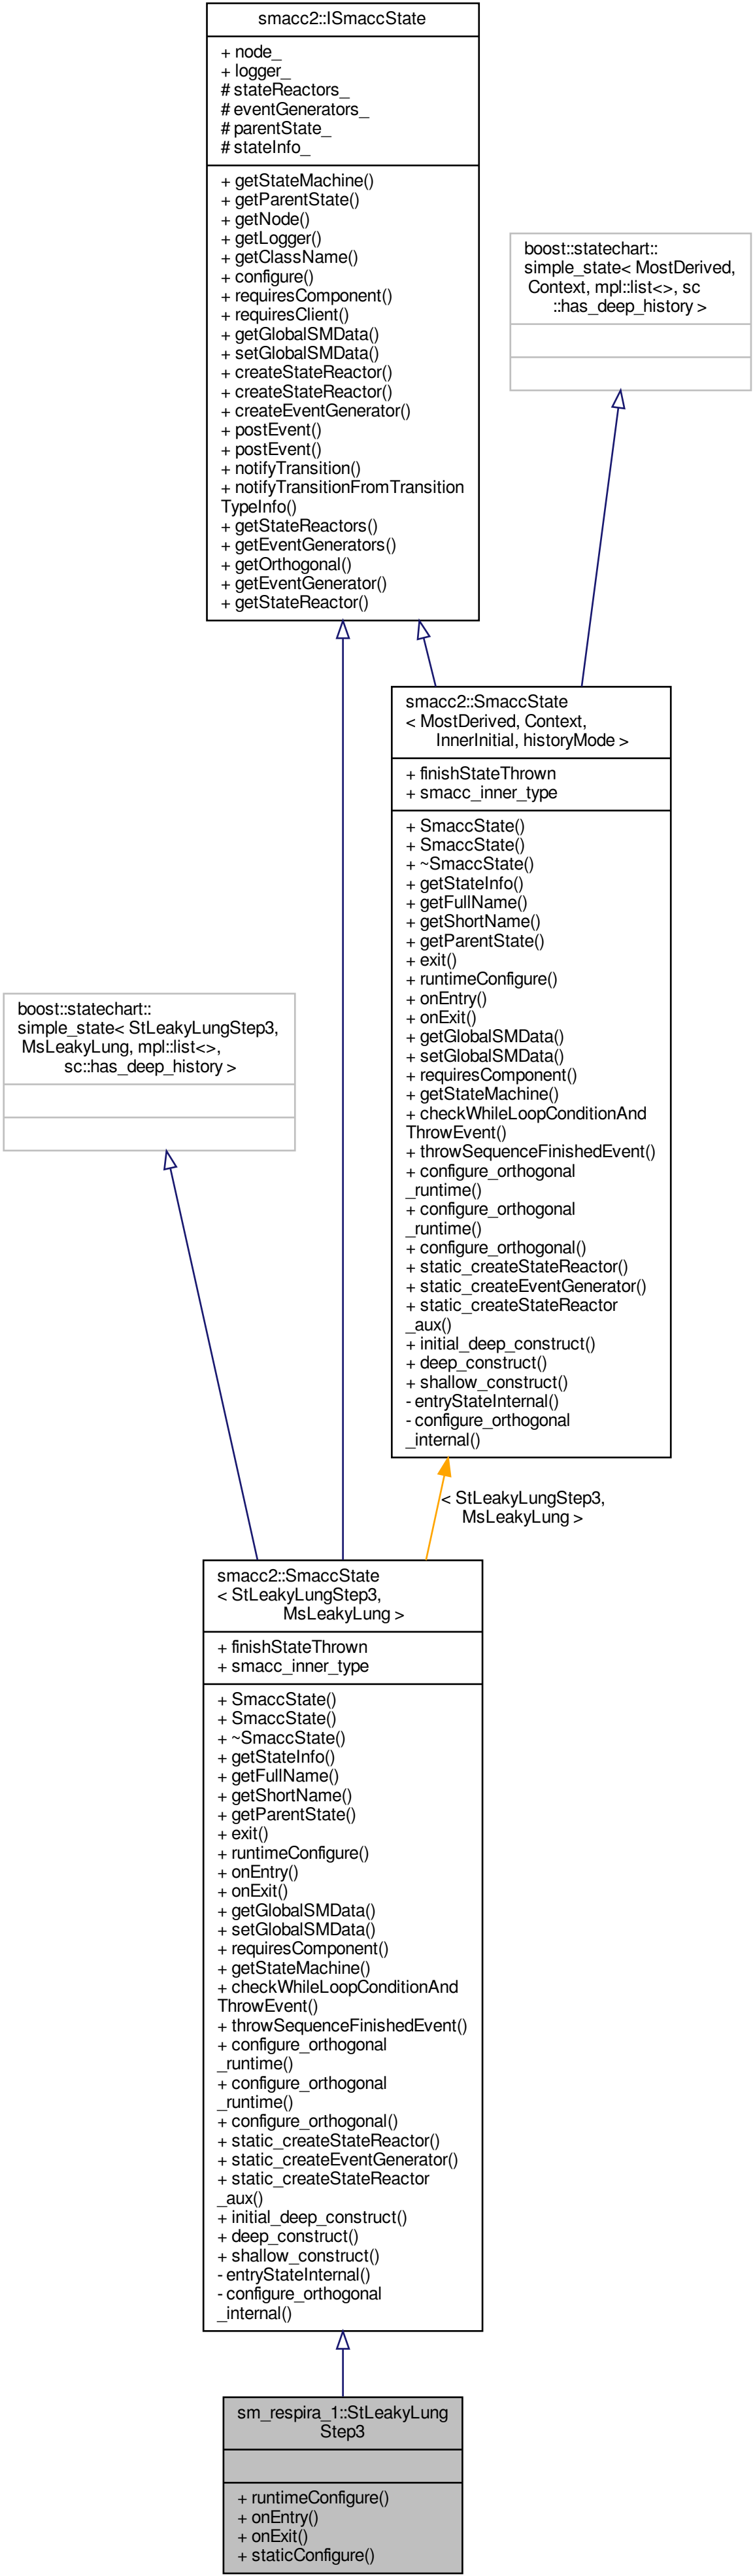 smacc2::ISmaccState
+ node_
+ logger_
# stateReactors_
# eventGenerators_
# parentState_
# stateInfo_
+ getStateMachine()
+ getParentState()
+ getNode()
+ getLogger()
+ getClassName()
+ configure()
+ requiresComponent()
+ requiresClient()
+ getGlobalSMData()
+ setGlobalSMData()
+ createStateReactor()
+ createStateReactor()
+ createEventGenerator()
+ postEvent()
+ postEvent()
+ notifyTransition()
+ notifyTransitionFromTransition
TypeInfo()
+ getStateReactors()
+ getEventGenerators()
+ getOrthogonal()
+ getEventGenerator()
+ getStateReactor()
boost::statechart::
simple_state< MostDerived,
Context, mpl::list<>, sc
::has_deep_history >
smacc2::SmaccState
< MostDerived, Context,
InnerInitial, historyMode >
+ finishStateThrown
+ smacc_inner_type
+ SmaccState()
+ SmaccState()
+ ~SmaccState()
+ getStateInfo()
+ getFullName()
+ getShortName()
+ getParentState()
+ exit()
+ runtimeConfigure()
+ onEntry()
+ onExit()
+ getGlobalSMData()
+ setGlobalSMData()
+ requiresComponent()
+ getStateMachine()
+ checkWhileLoopConditionAnd
ThrowEvent()
+ throwSequenceFinishedEvent()
+ configure_orthogonal
_runtime()
+ configure_orthogonal
_runtime()
+ configure_orthogonal()
+ static_createStateReactor()
+ static_createEventGenerator()
+ static_createStateReactor
_aux()
+ initial_deep_construct()
+ deep_construct()
+ shallow_construct()
- entryStateInternal()
- configure_orthogonal
_internal()
boost::statechart::
simple_state< StLeakyLungStep3,
MsLeakyLung, mpl::list<>,
sc::has_deep_history >
< StLeakyLungStep3,
MsLeakyLung >
smacc2::SmaccState
< StLeakyLungStep3,
MsLeakyLung >
+ finishStateThrown
+ smacc_inner_type
+ SmaccState()
+ SmaccState()
+ ~SmaccState()
+ getStateInfo()
+ getFullName()
+ getShortName()
+ getParentState()
+ exit()
+ runtimeConfigure()
+ onEntry()
+ onExit()
+ getGlobalSMData()
+ setGlobalSMData()
+ requiresComponent()
+ getStateMachine()
+ checkWhileLoopConditionAnd
ThrowEvent()
+ throwSequenceFinishedEvent()
+ configure_orthogonal
_runtime()
+ configure_orthogonal
_runtime()
+ configure_orthogonal()
+ static_createStateReactor()
+ static_createEventGenerator()
+ static_createStateReactor
_aux()
+ initial_deep_construct()
+ deep_construct()
+ shallow_construct()
- entryStateInternal()
- configure_orthogonal
_internal()
sm_respira_1::StLeakyLung
Step3
+ runtimeConfigure()
+ onEntry()
+ onExit()
+ staticConfigure()